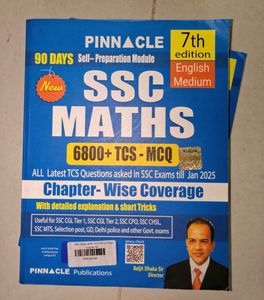 PINNACLE
7th
edition
90 DAYS Self- Preparation Module
English
Medium
New
SSC
MATHS
6800+ TCS - MCQ
ALL Latest TCS Questions asked in SSC Exams till Jan 2025
Chapter- Wise Coverage
With detailed explanation & short Tricks
Useful for SSC CGL Tier 1, SSC CGL Tier 2, SSC CPO, SSC CHSL,
SSC MTS, Selection post, GD, Delhi police and other Govt. exams
Baljit Dhaka Sir
Director
PINNACLE Publications